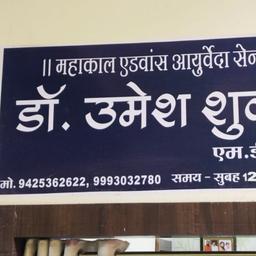 ॥ महाकाल एडवांस आयुर्वेदा सेन
डॉ. उमेश शु
एम.डी
मो. 9425362622, 9993032780 समय - सुबह 12